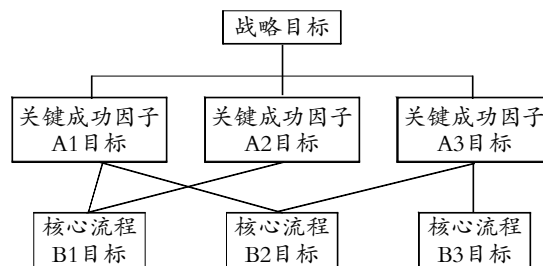 战略目标
关键成功因子
A1目标
关键成功因子
A2目标
关键成功因子
A3目标
核心流程
B1目标
核心流程
B2目标
核心流程
B3目标